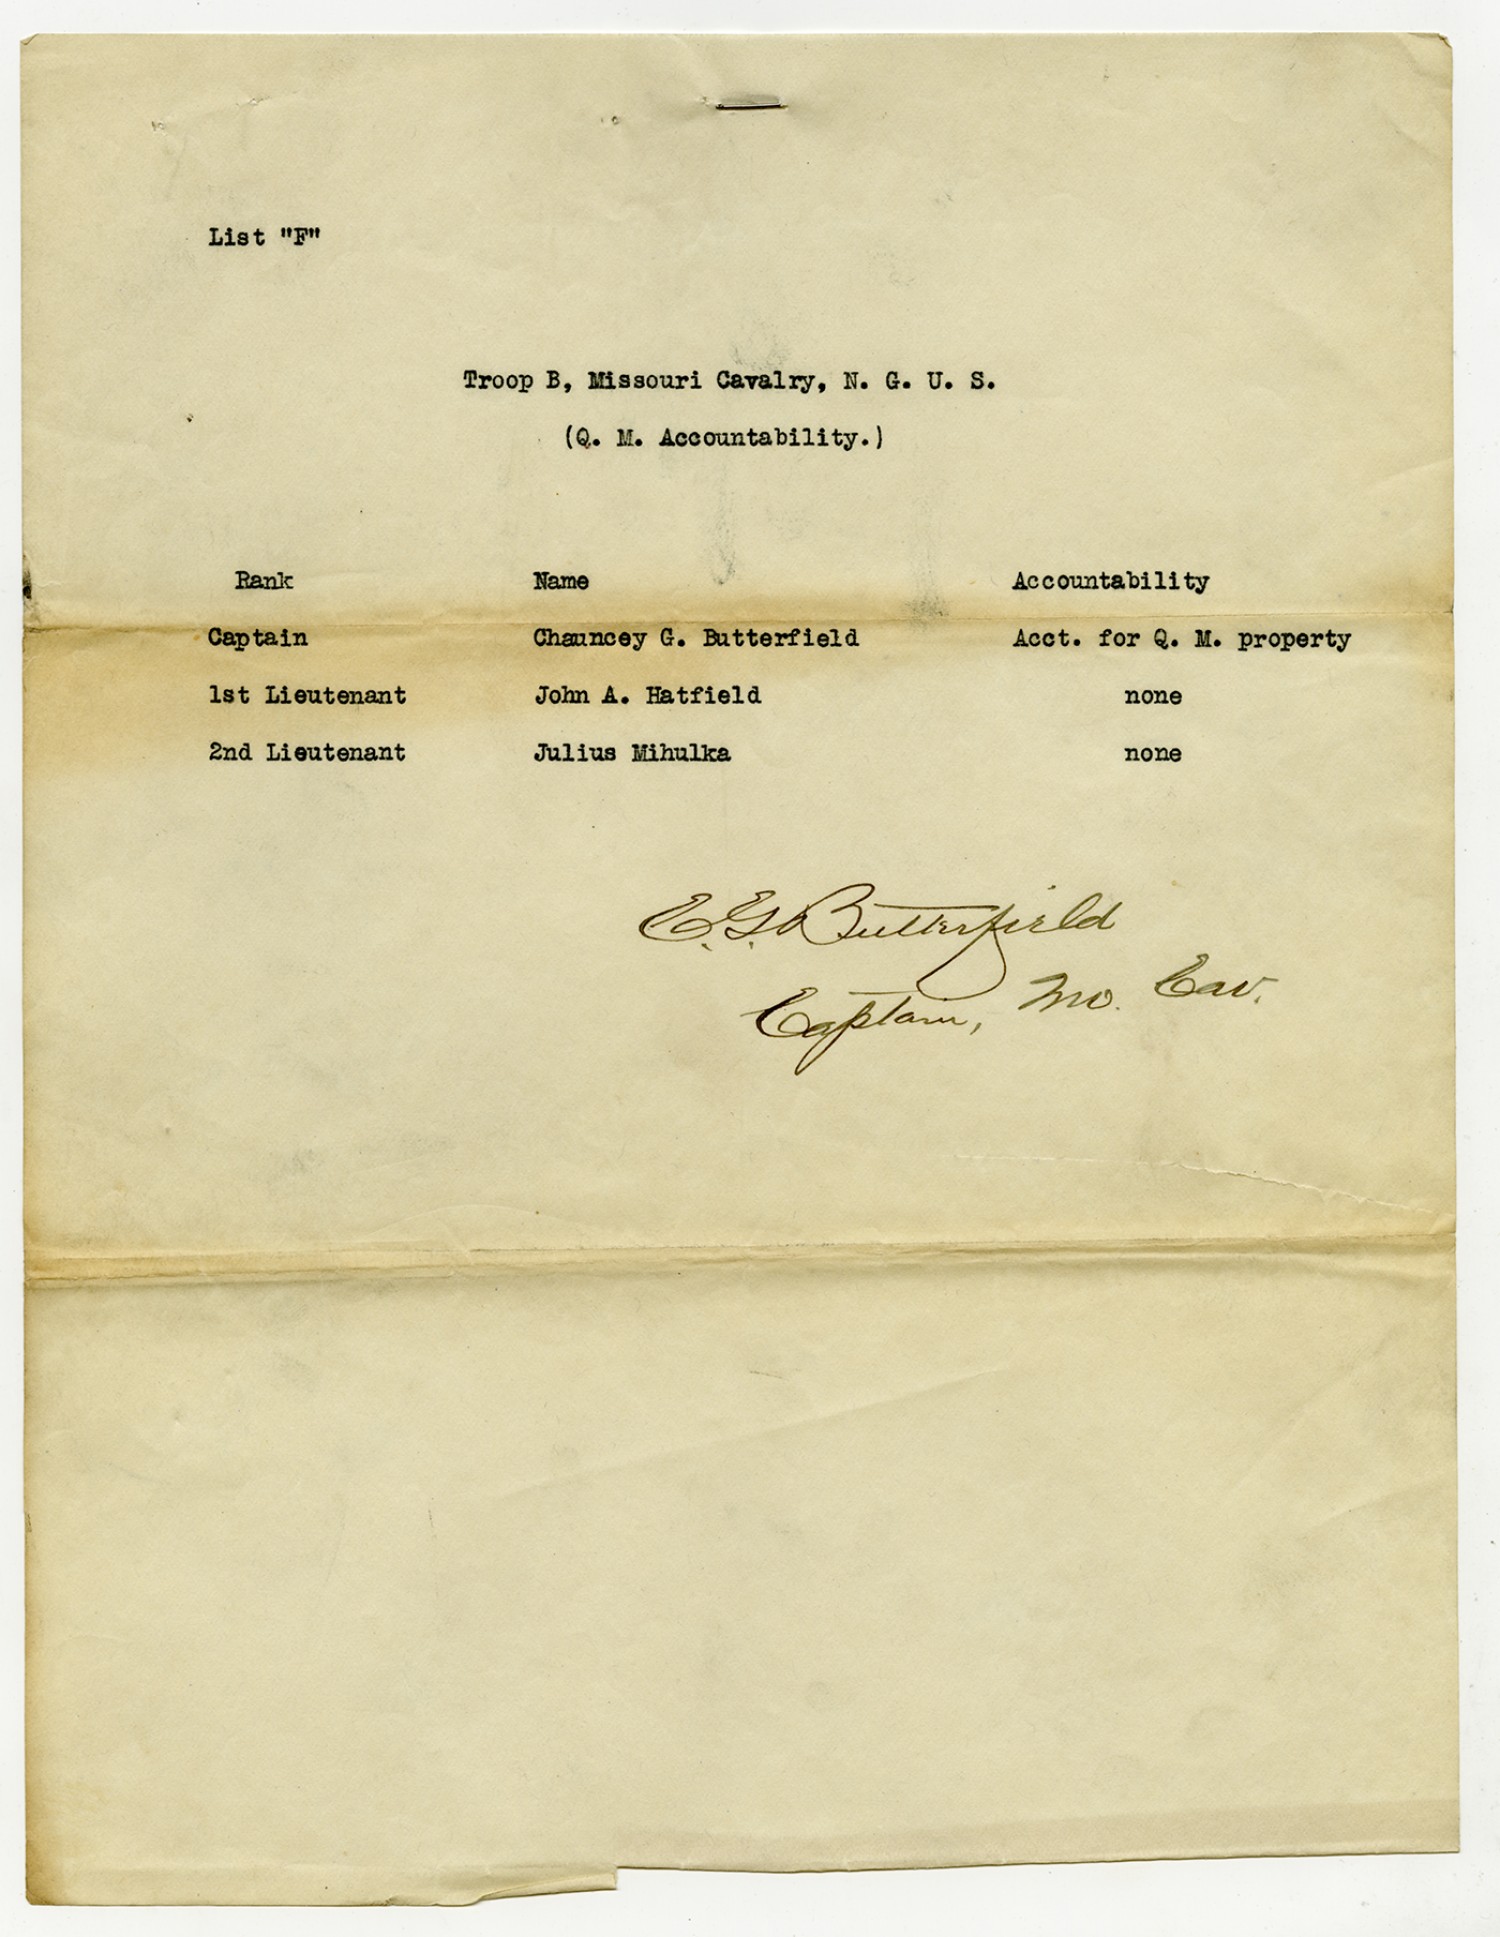 List "F"
Troop B, Missouri Cavalry, N. G. U. S.
(Q. M. Accountability.)
Rank Name Accountability
Captain Chauncey G. Butterfield Acct. for Q. M. property
1st Lieutenant John A. Hatfield none
2nd Lieutenant Julius Mihulka none
C. G. Butterfield
Captain, Mo. Cav.